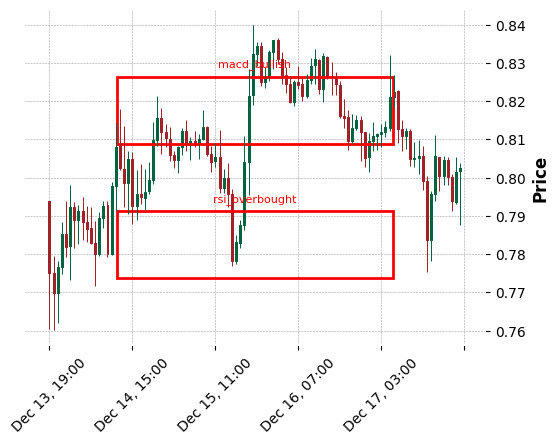 0.84
0.83
macd_bullish
0.82
0.81
0.80
rsi_overbought
0.79
0.78
0.77
0.76
Price
Dec 13, 19:00
Dec 14, 15:00
Dec 15, 11:00
Dec 16, 07:00
Dec 17, 03:00